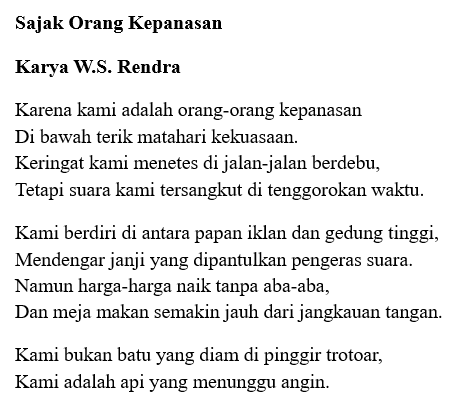 Sajak Orang Kepanasan
Karya W.S. Rendra
Karena kami adalah orang-orang kepanasan
Di bawah terik matahari kekuasaan.
Keringat kami menetes di jalan-jalan berdebu,
Tetapi suara kami tersangkut di tenggorokan waktu.
Kami berdiri di antara papan iklan dan gedung tinggi,
Mendengar janji yang dipantulkan pengeras suara.
Namun harga-harga naik tanpa aba-aba,
Dan meja makan semakin jauh dari jangkauan tangan.
Kami bukan batu yang diam di pinggir trotoar,
Kami adalah api yang menunggu angin.